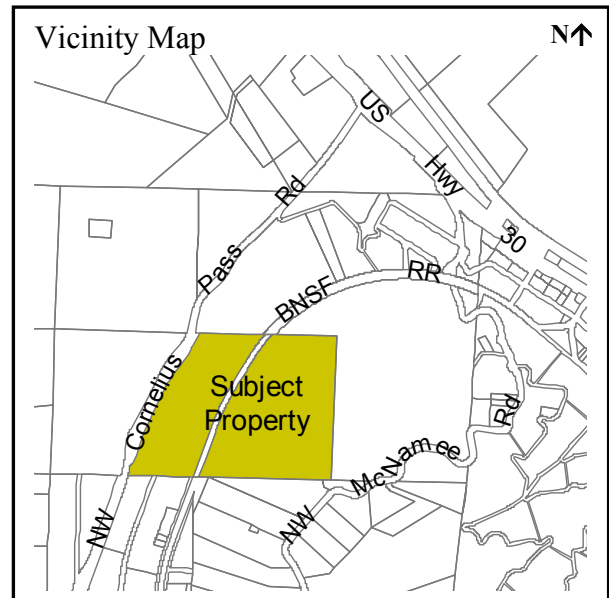 Vicinity Map
N↑
US Hwy 30
NW Cornelius Pass Rd
BNSF RR
Subject
Property
NW McNamee Rd